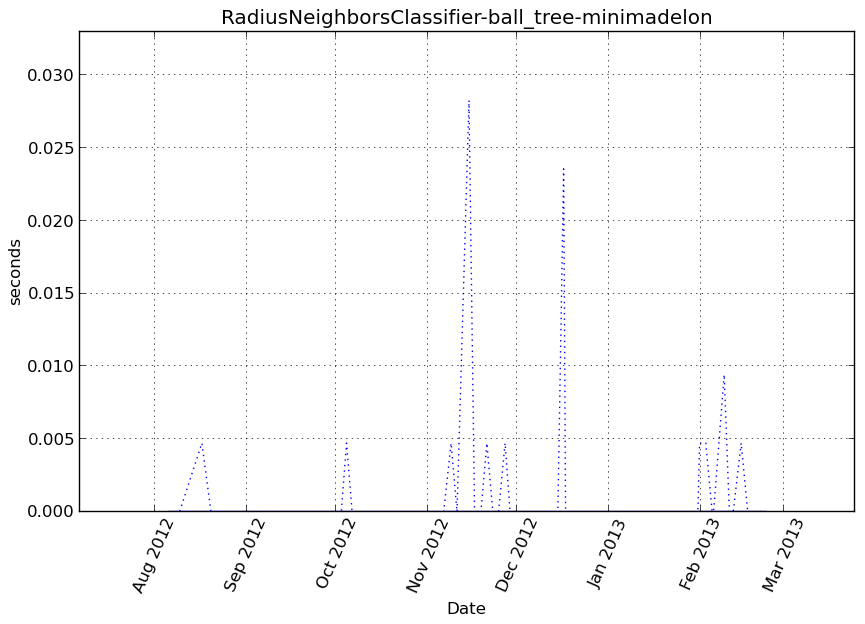 RadiusNeighborsClassifier-ball_tree-minimadelon
0.030
0.025
0.020
0.015
0.010
0.005
0.000
seconds
Aug 2012
Sep 2012
Oct 2012
Nov 2012
Dec 2012
Jan 2013
Feb 2013
Mar 2013
Date